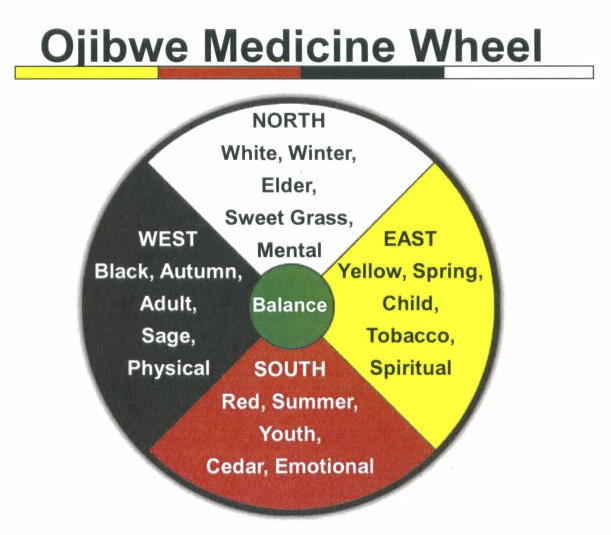 Ojibwe Medicine Wheel
NORTH
White, Winter,
Elder,
Sweet Grass,
Mental
WEST
Black, Autumn,
Adult,
Sage,
Physical
Balance
EAST
Yellow, Spring,
Child,
Tobacco,
Spiritual
SOUTH
Red, Summer,
Youth,
Cedar, Emotional